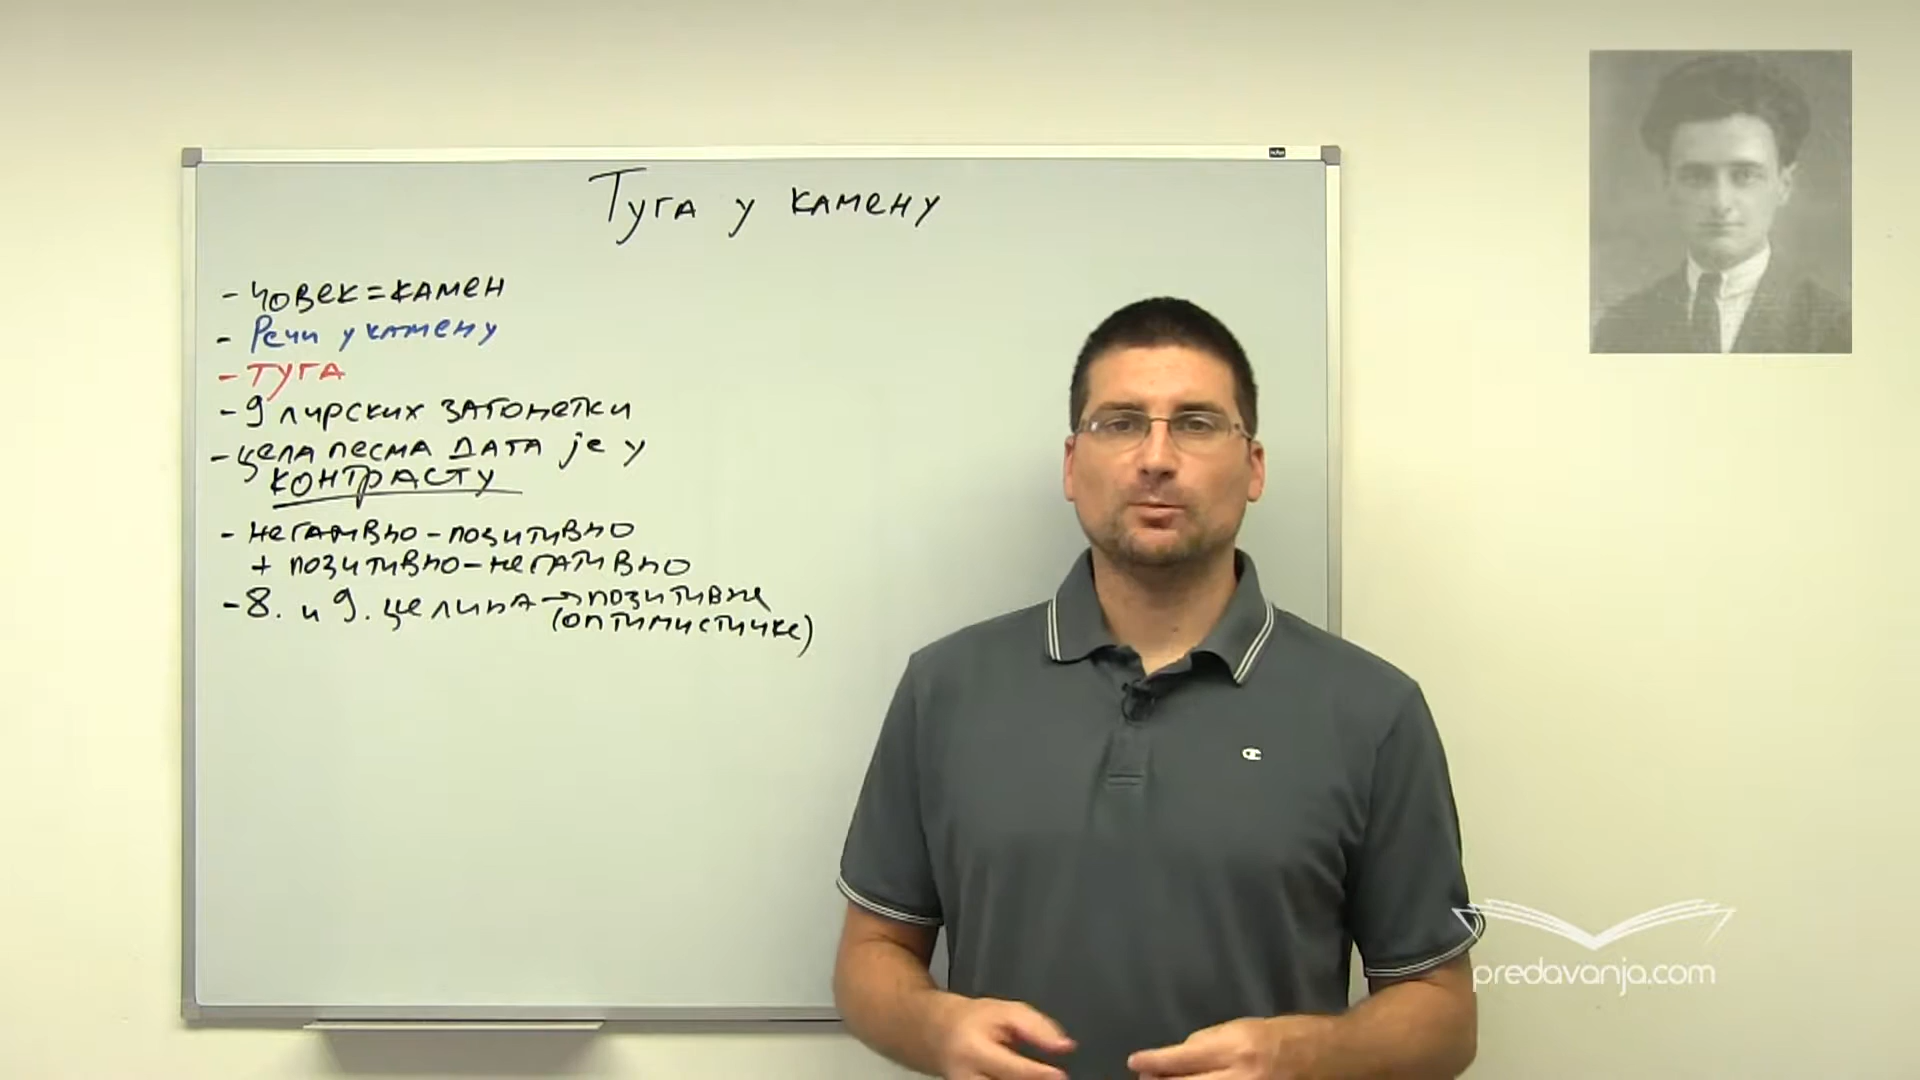 Туга у камену
- Човек = камен
- Речи у камену
- Туга
- 9 лирских загонетки
- цела песма дата је у
контрасту
- негативно - позитивно
+ позитивно - негативно
- 8. и 9. целина → позитивне
(оптимистичке)
predavanja.com